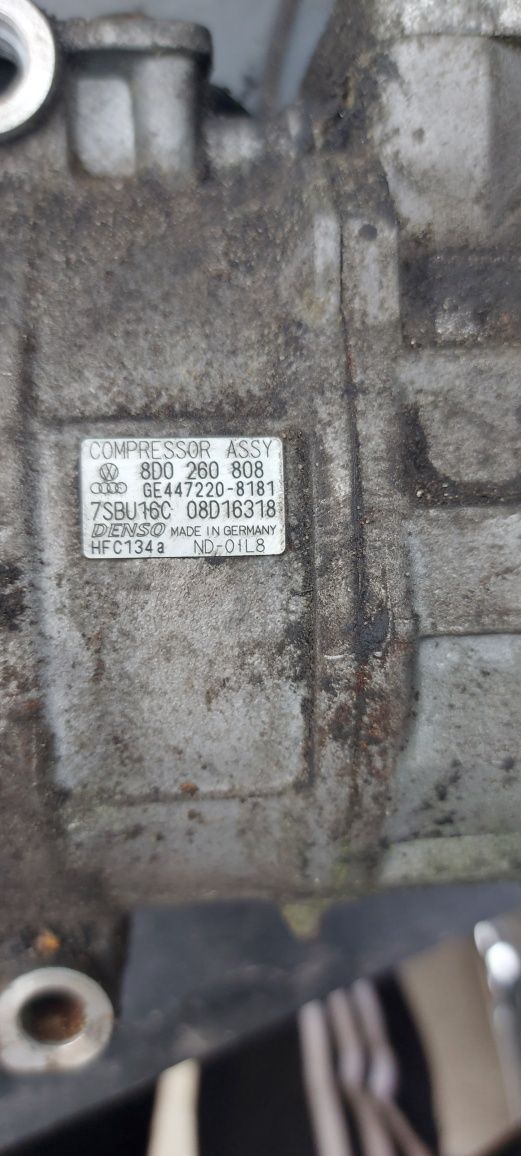 COMPRESSOR ASSY
8D0 260 808
GE447220-8181
7SBU16C 08D16318
DENSO MADE IN GERMANY
HFC134a ND-OIL8